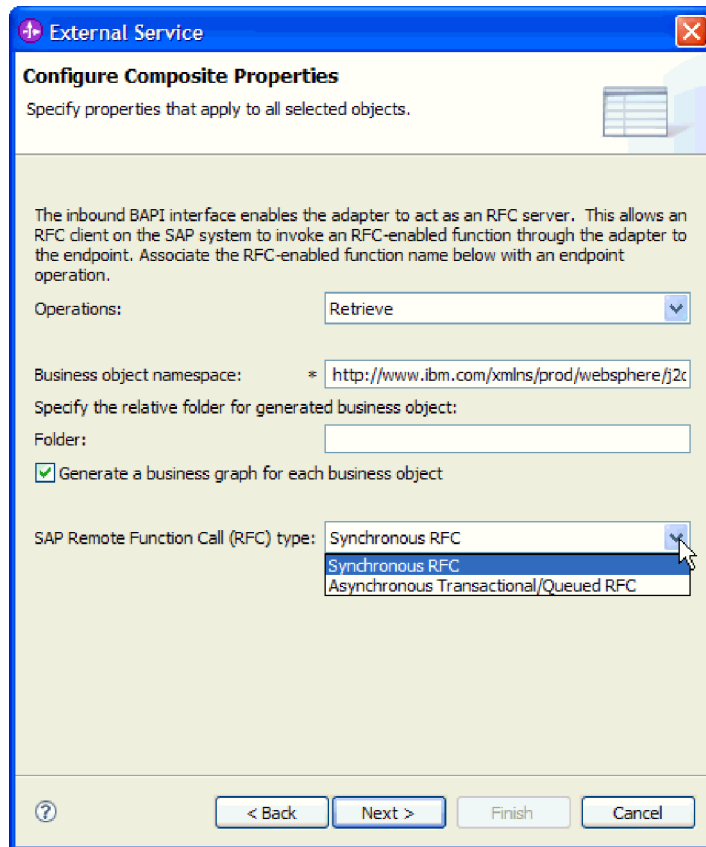 External Service
Configure Composite Properties
Specify properties that apply to all selected objects.
The inbound BAPI interface enables the adapter to act as an RFC server. This allows an
RFC client on the SAP system to invoke an RFC-enabled function through the adapter to
the endpoint. Associate the RFC-enabled function name below with an endpoint
operation.
Operations: Retrieve
Business object namespace: * http://www.ibm.com/xmlns/prod/websphere/j2c
Specify the relative folder for generated business object:
Folder:
Generate a business graph for each business object
SAP Remote Function Call (RFC) type: Synchronous RFC
Synchronous RFC
Asynchronous Transactional/Queued RFC
? < Back Next > Finish Cancel